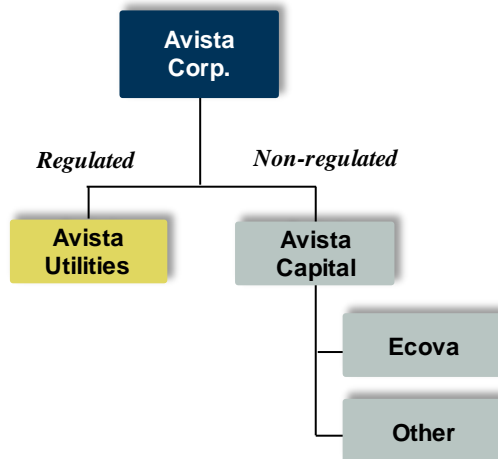 Avista
Corp.
Regulated
Non-regulated
Avista
Utilities
Avista
Capital
Ecova
Other